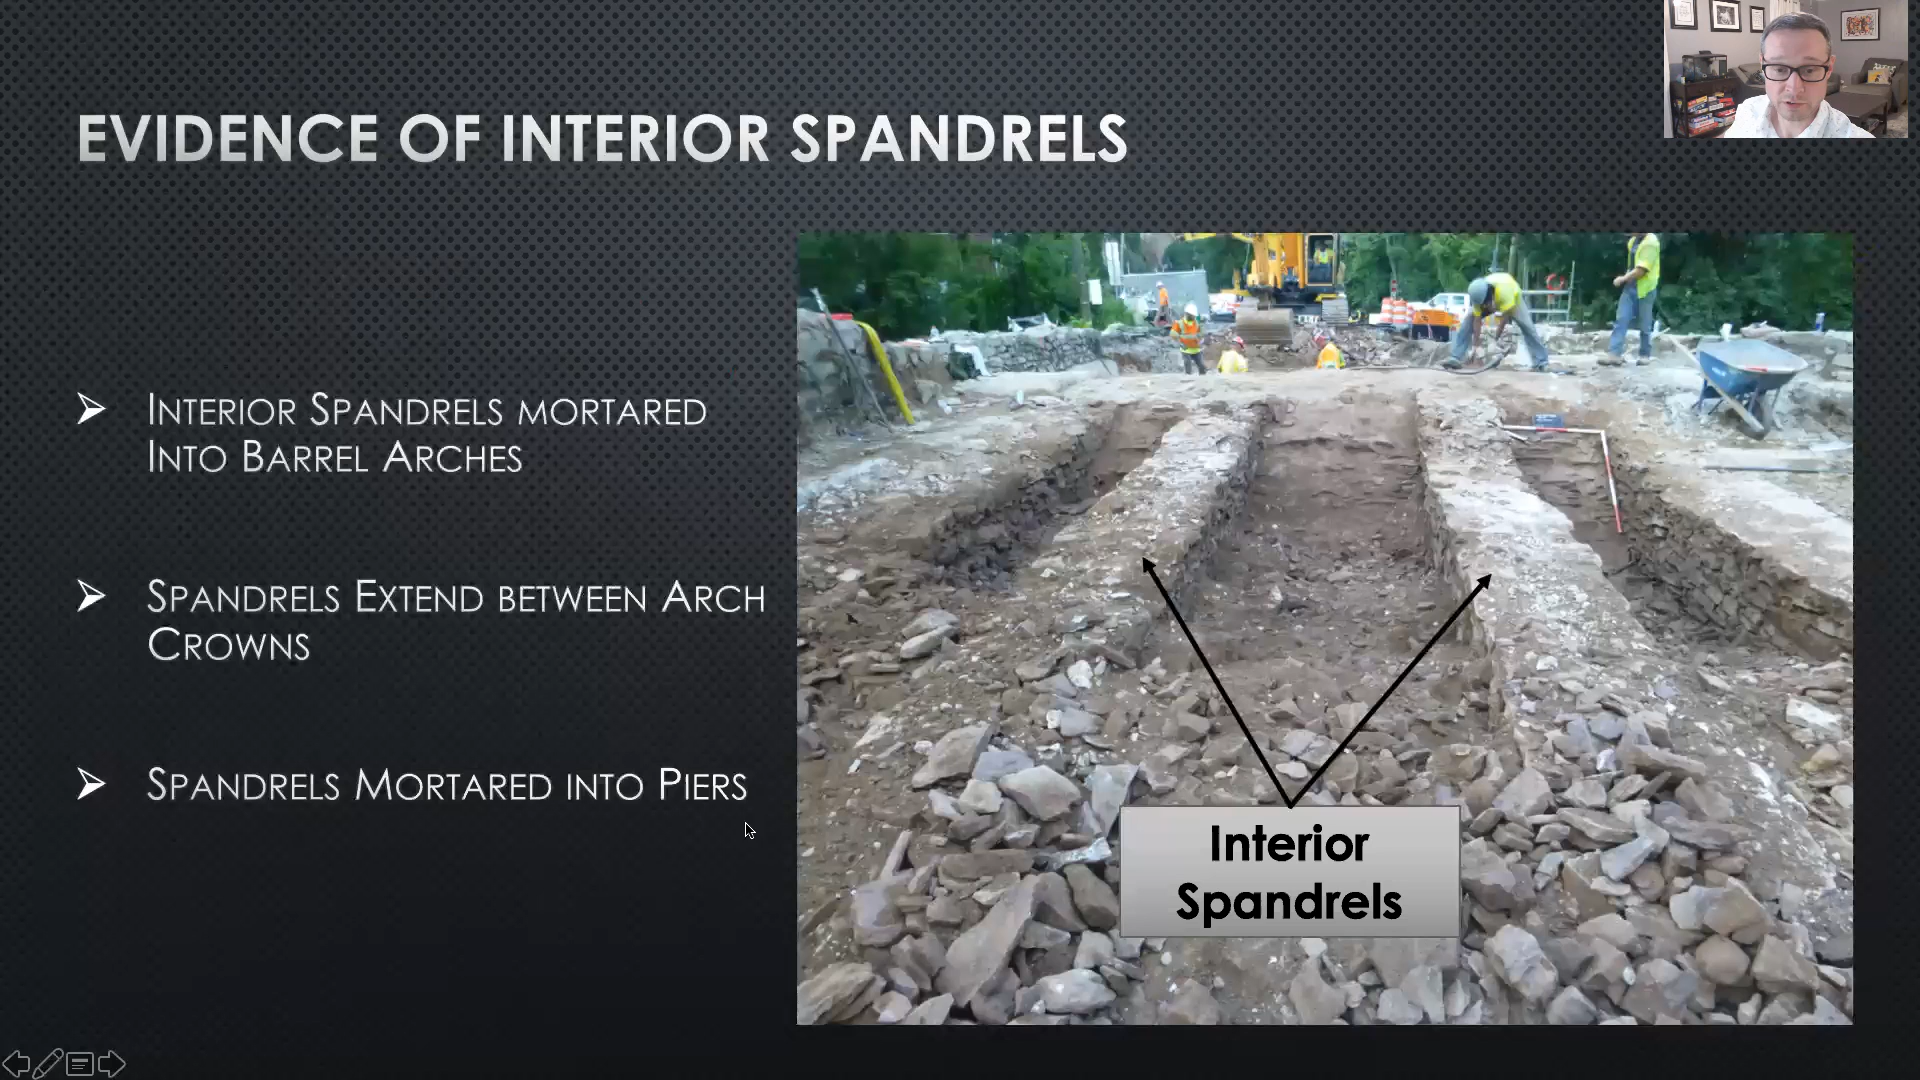 EVIDENCE OF INTERIOR SPANDRELS
INTERIOR SPANDRELS MORTARED
INTO BARREL ARCHES
SPANDRELS EXTEND BETWEEN ARCH
CROWNS
SPANDRELS MORTARED INTO PIERS
Interior
Spandrels